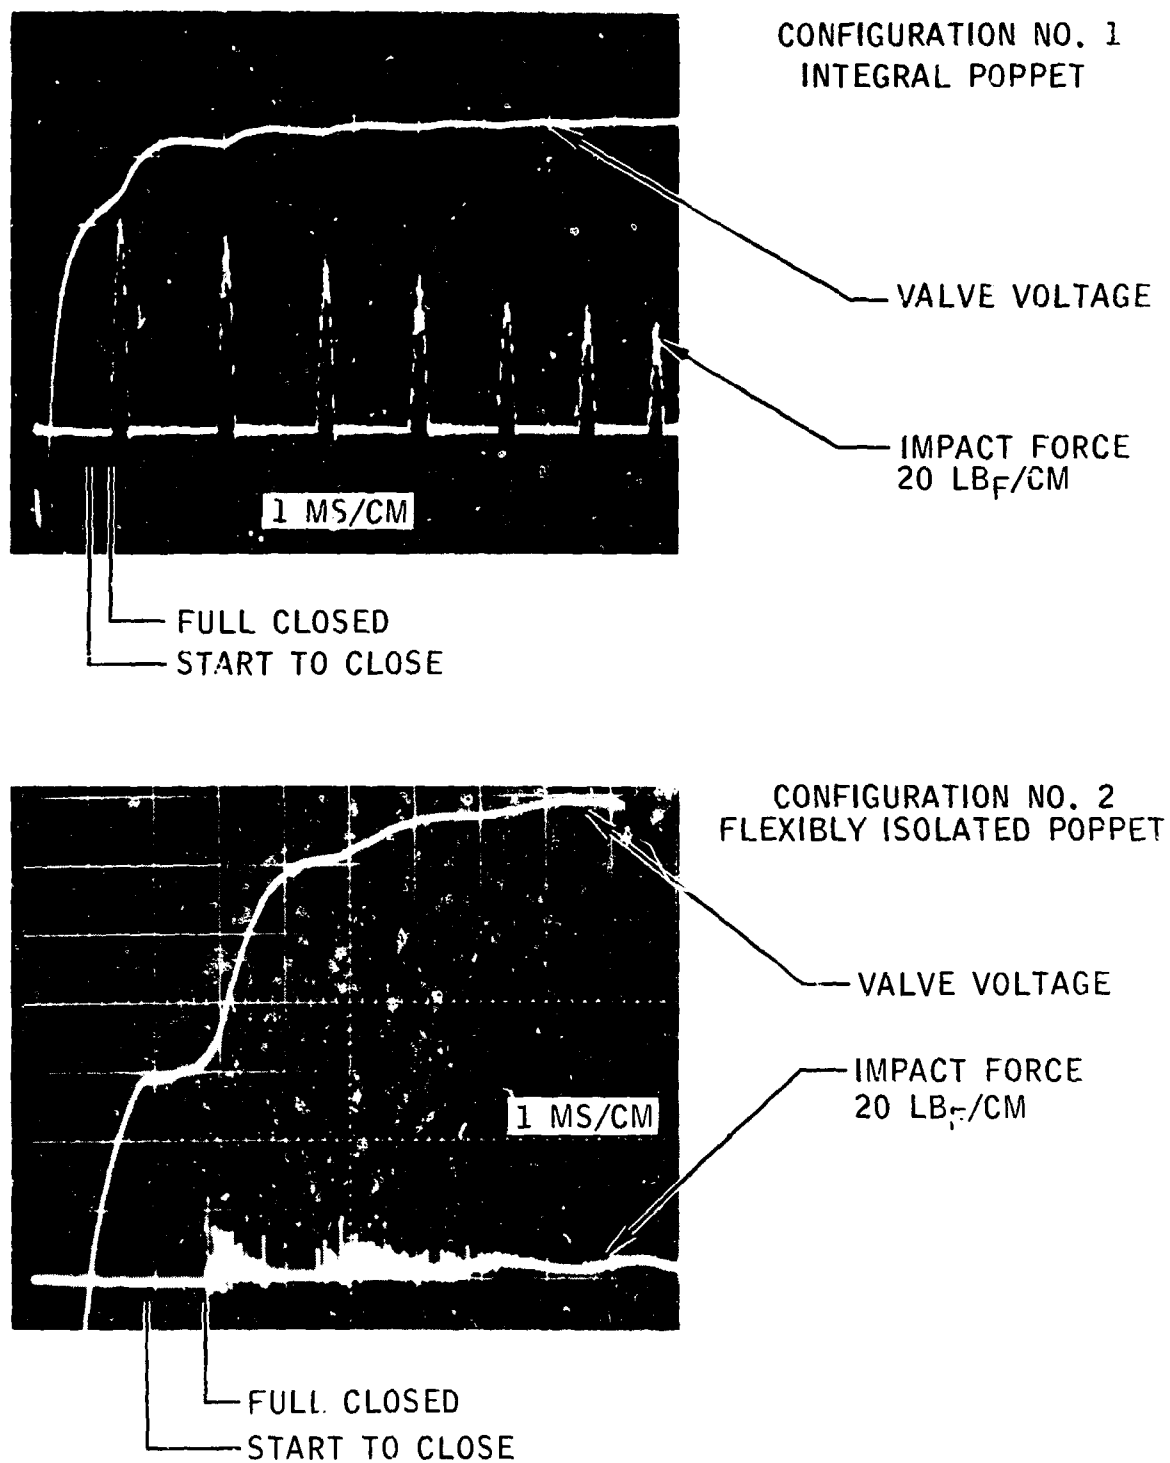 CONFIGURATION NO. 1
INTEGRAL POPPET
VALVE VOLTAGE
IMPACT FORCE
20 LBF/CM
1 MS/CM
FULL CLOSED
START TO CLOSE
CONFIGURATION NO. 2
FLEXIBLY ISOLATED POPPET
VALVE VOLTAGE
IMPACT FORCE
20 LBF/CM
1 MS/CM
FULL CLOSED
START TO CLOSE